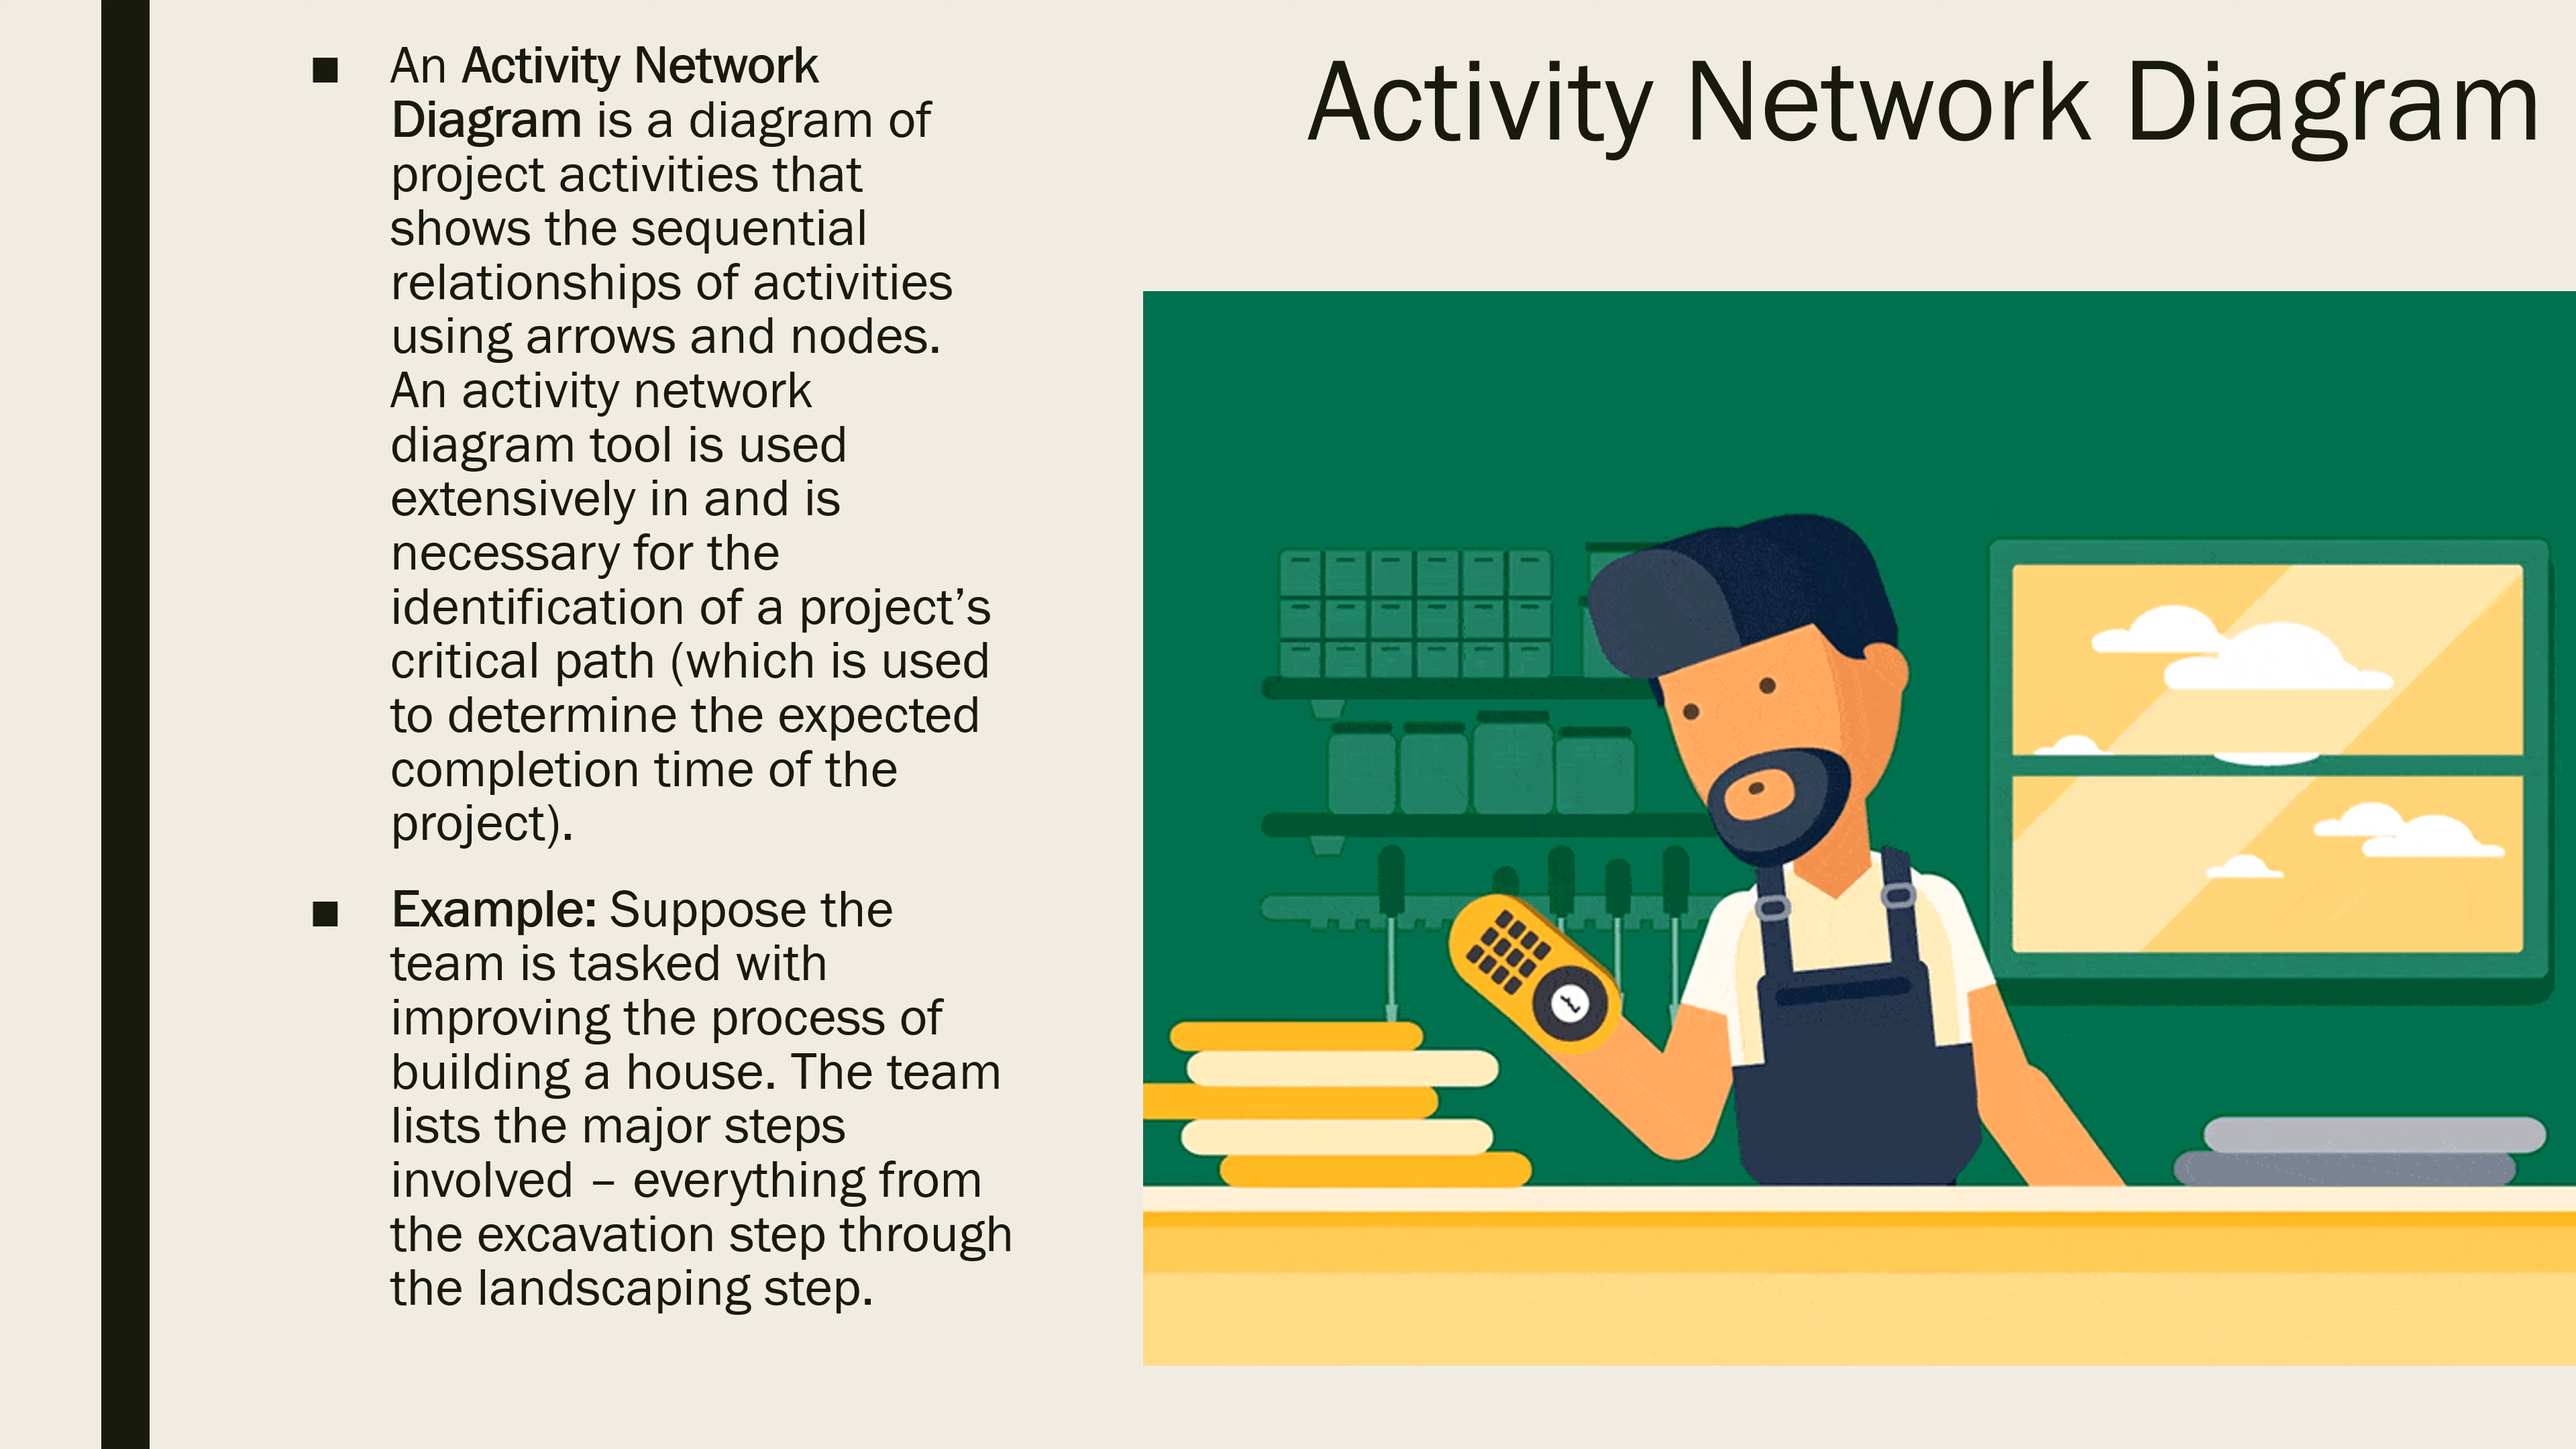 Activity Network Diagram
■ An Activity Network
Diagram is a diagram of
project activities that
shows the sequential
relationships of activities
using arrows and nodes.
An activity network
diagram tool is used
extensively in and is
necessary for the
identification of a project’s
critical path (which is used
to determine the expected
completion time of the
project).
■ Example: Suppose the
team is tasked with
improving the process of
building a house. The team
lists the major steps
involved – everything from
the excavation step through
the landscaping step.